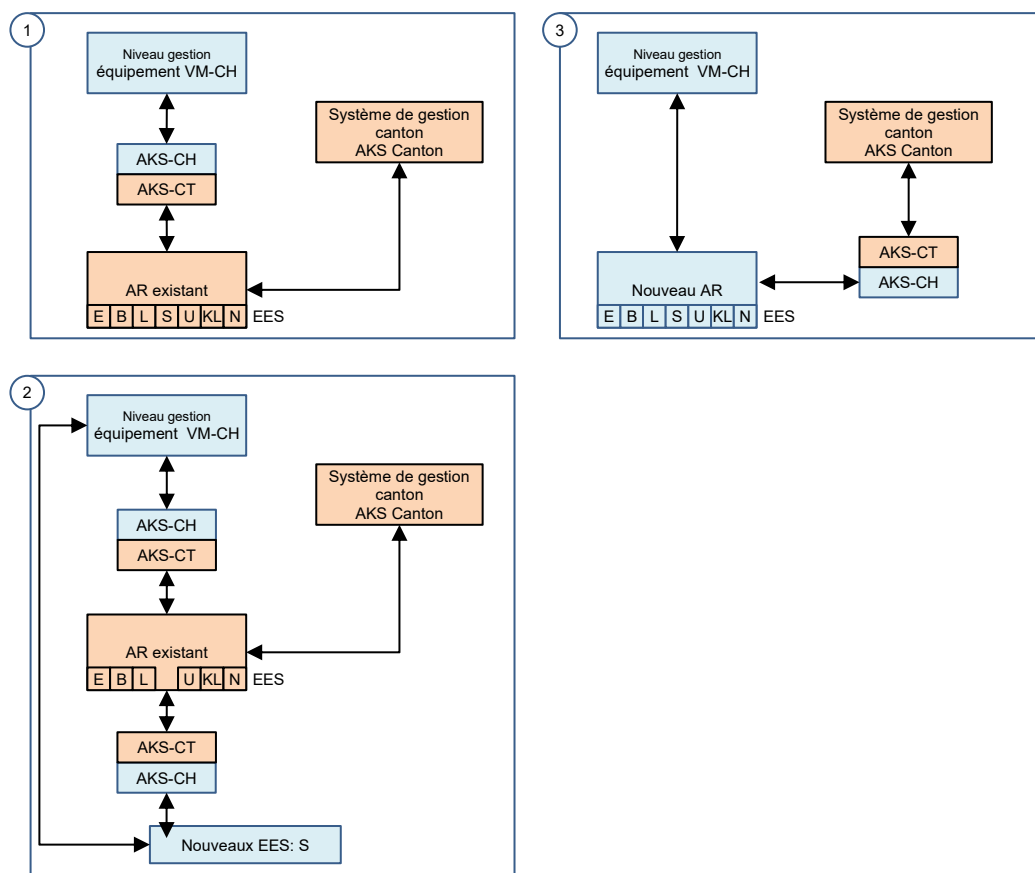 1
Niveau gestion
équipement VM-CH
Système de gestion
canton
AKS Canton
AKS-CH
AKS-CT
AR existant
E B L S U KL N EES
3
Niveau gestion
équipement VM-CH
Système de gestion
canton
AKS Canton
AKS-CT
AKS-CH
Nouveau AR
E B L S U KL N EES
2
Niveau gestion
équipement VM-CH
Système de gestion
canton
AKS Canton
AKS-CH
AKS-CT
AR existant
E B L U KL N EES
AKS-CT
AKS-CH
Nouveaux EES: S